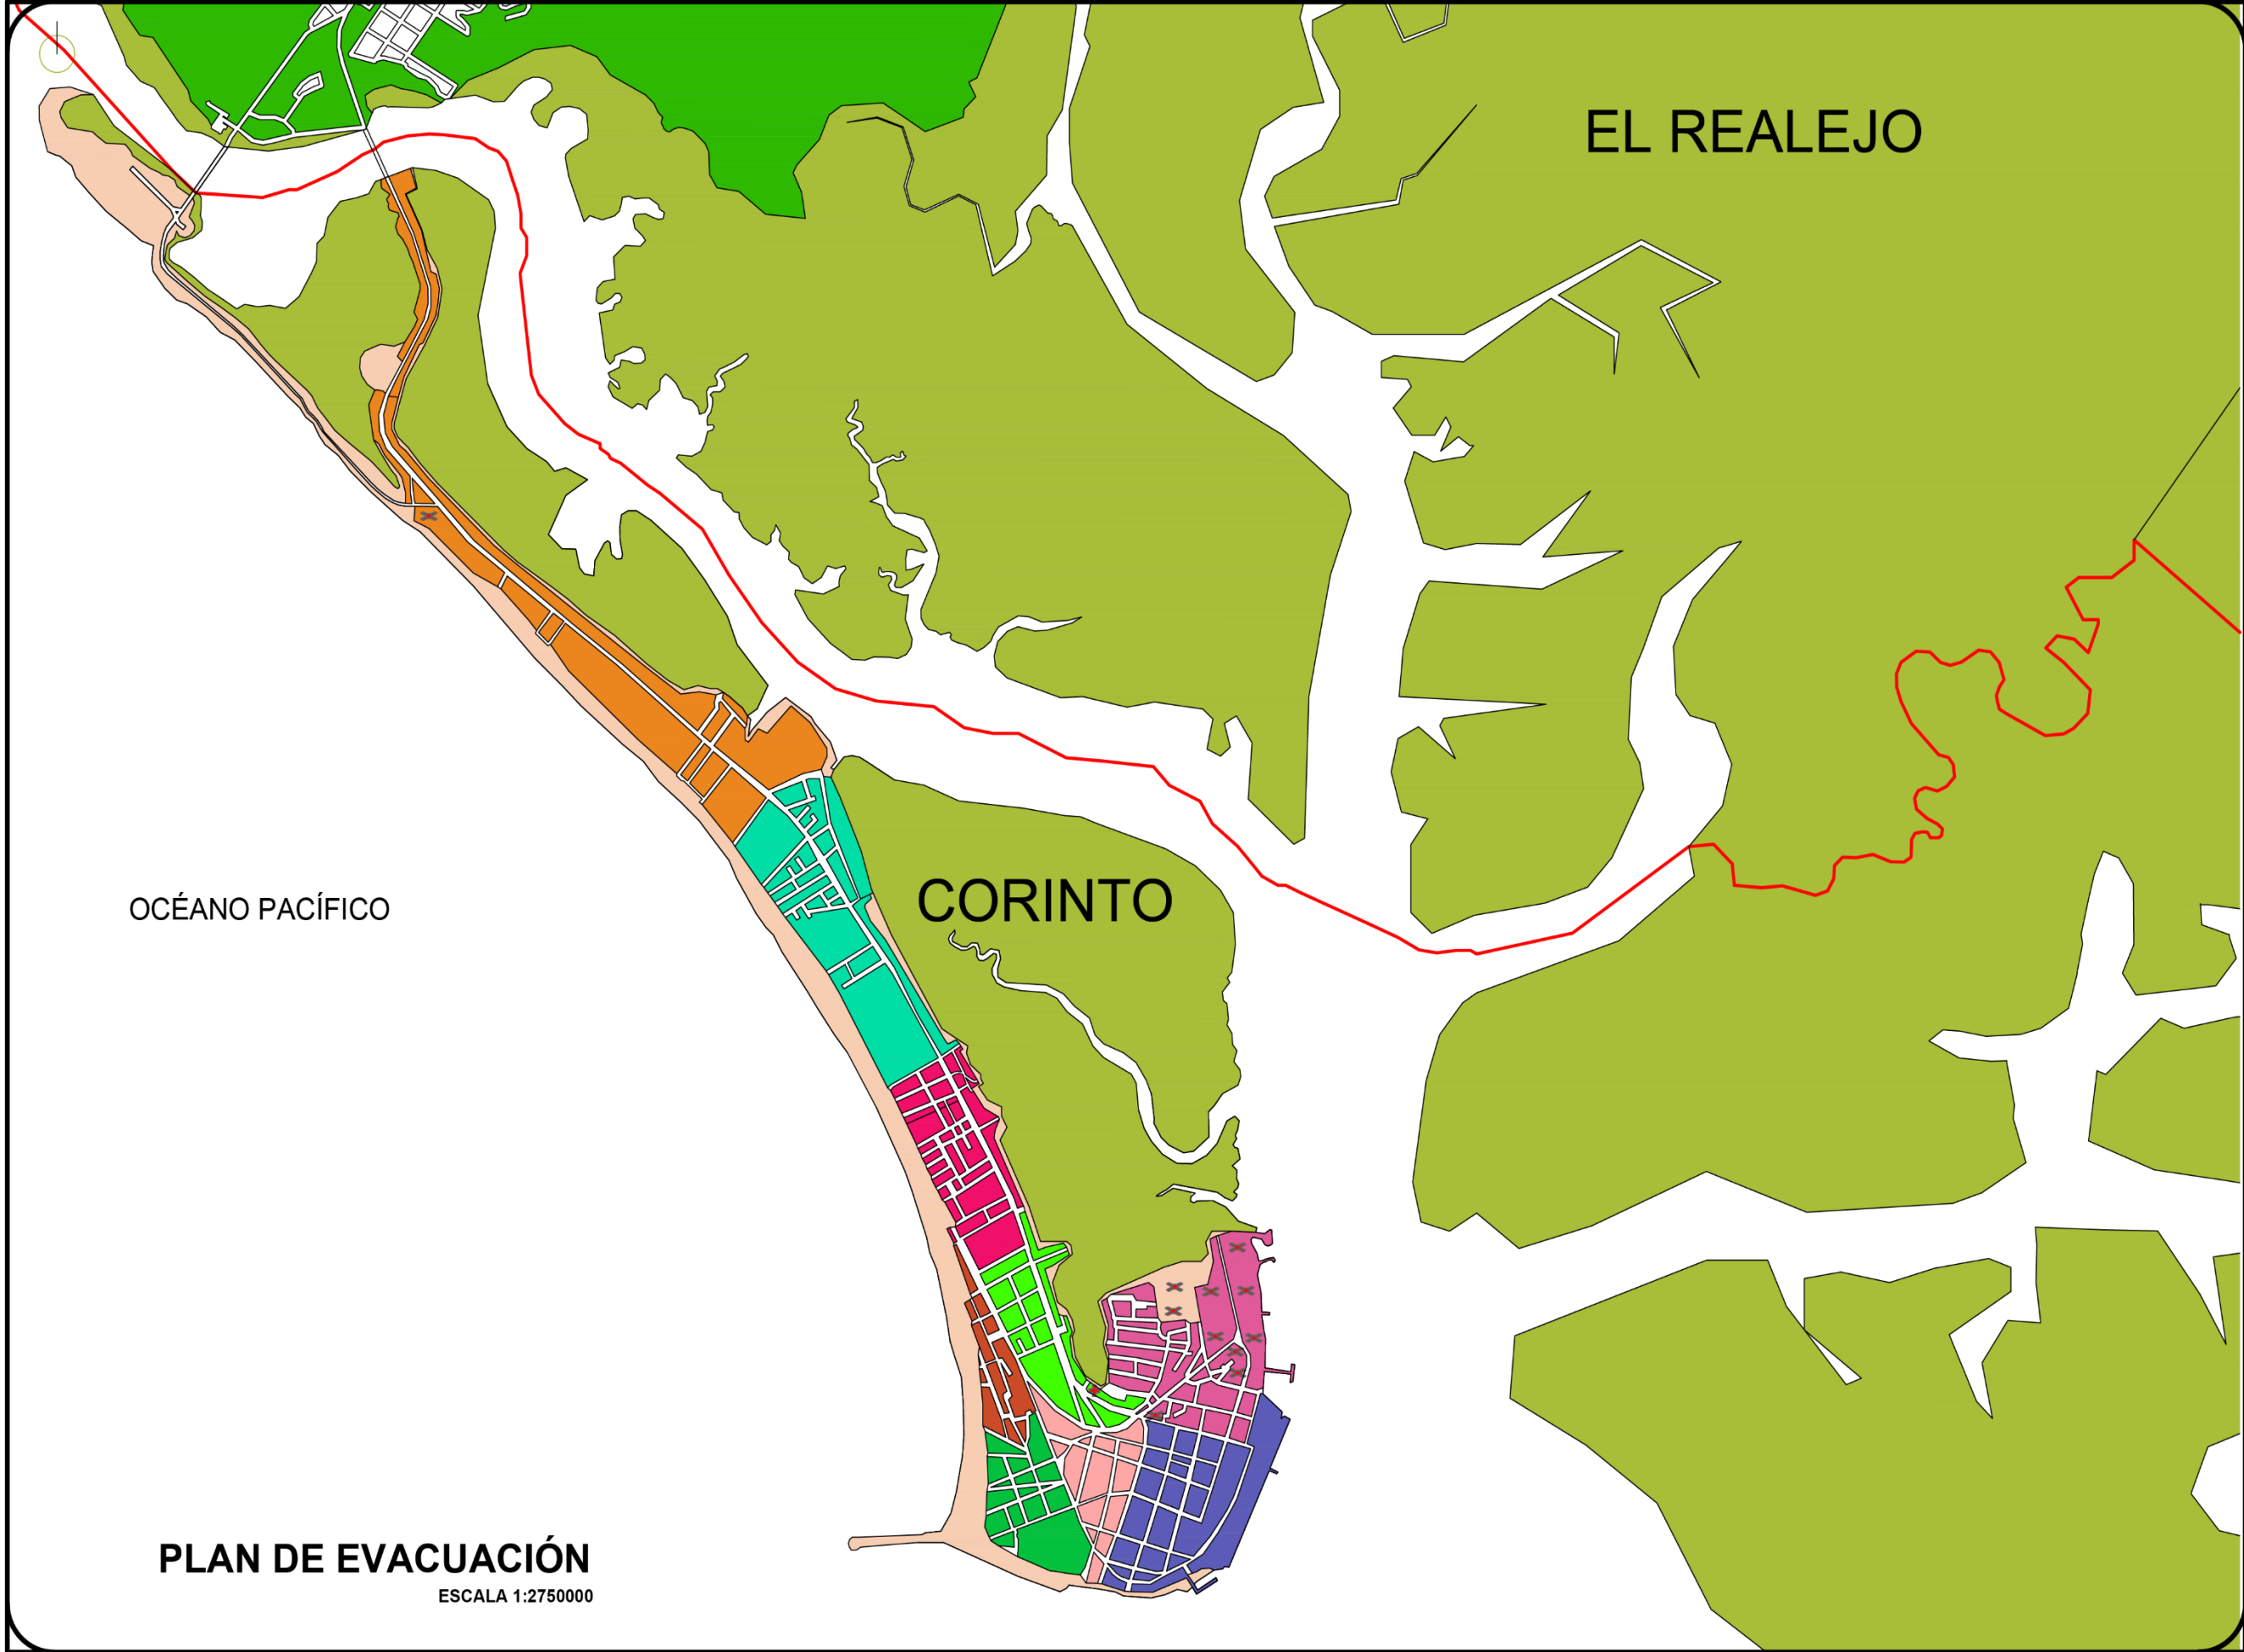 EL REALEJO
CORINTO
OCÉANO PACÍFICO
PLAN DE EVACUACIÓN
ESCALA 1:2750000